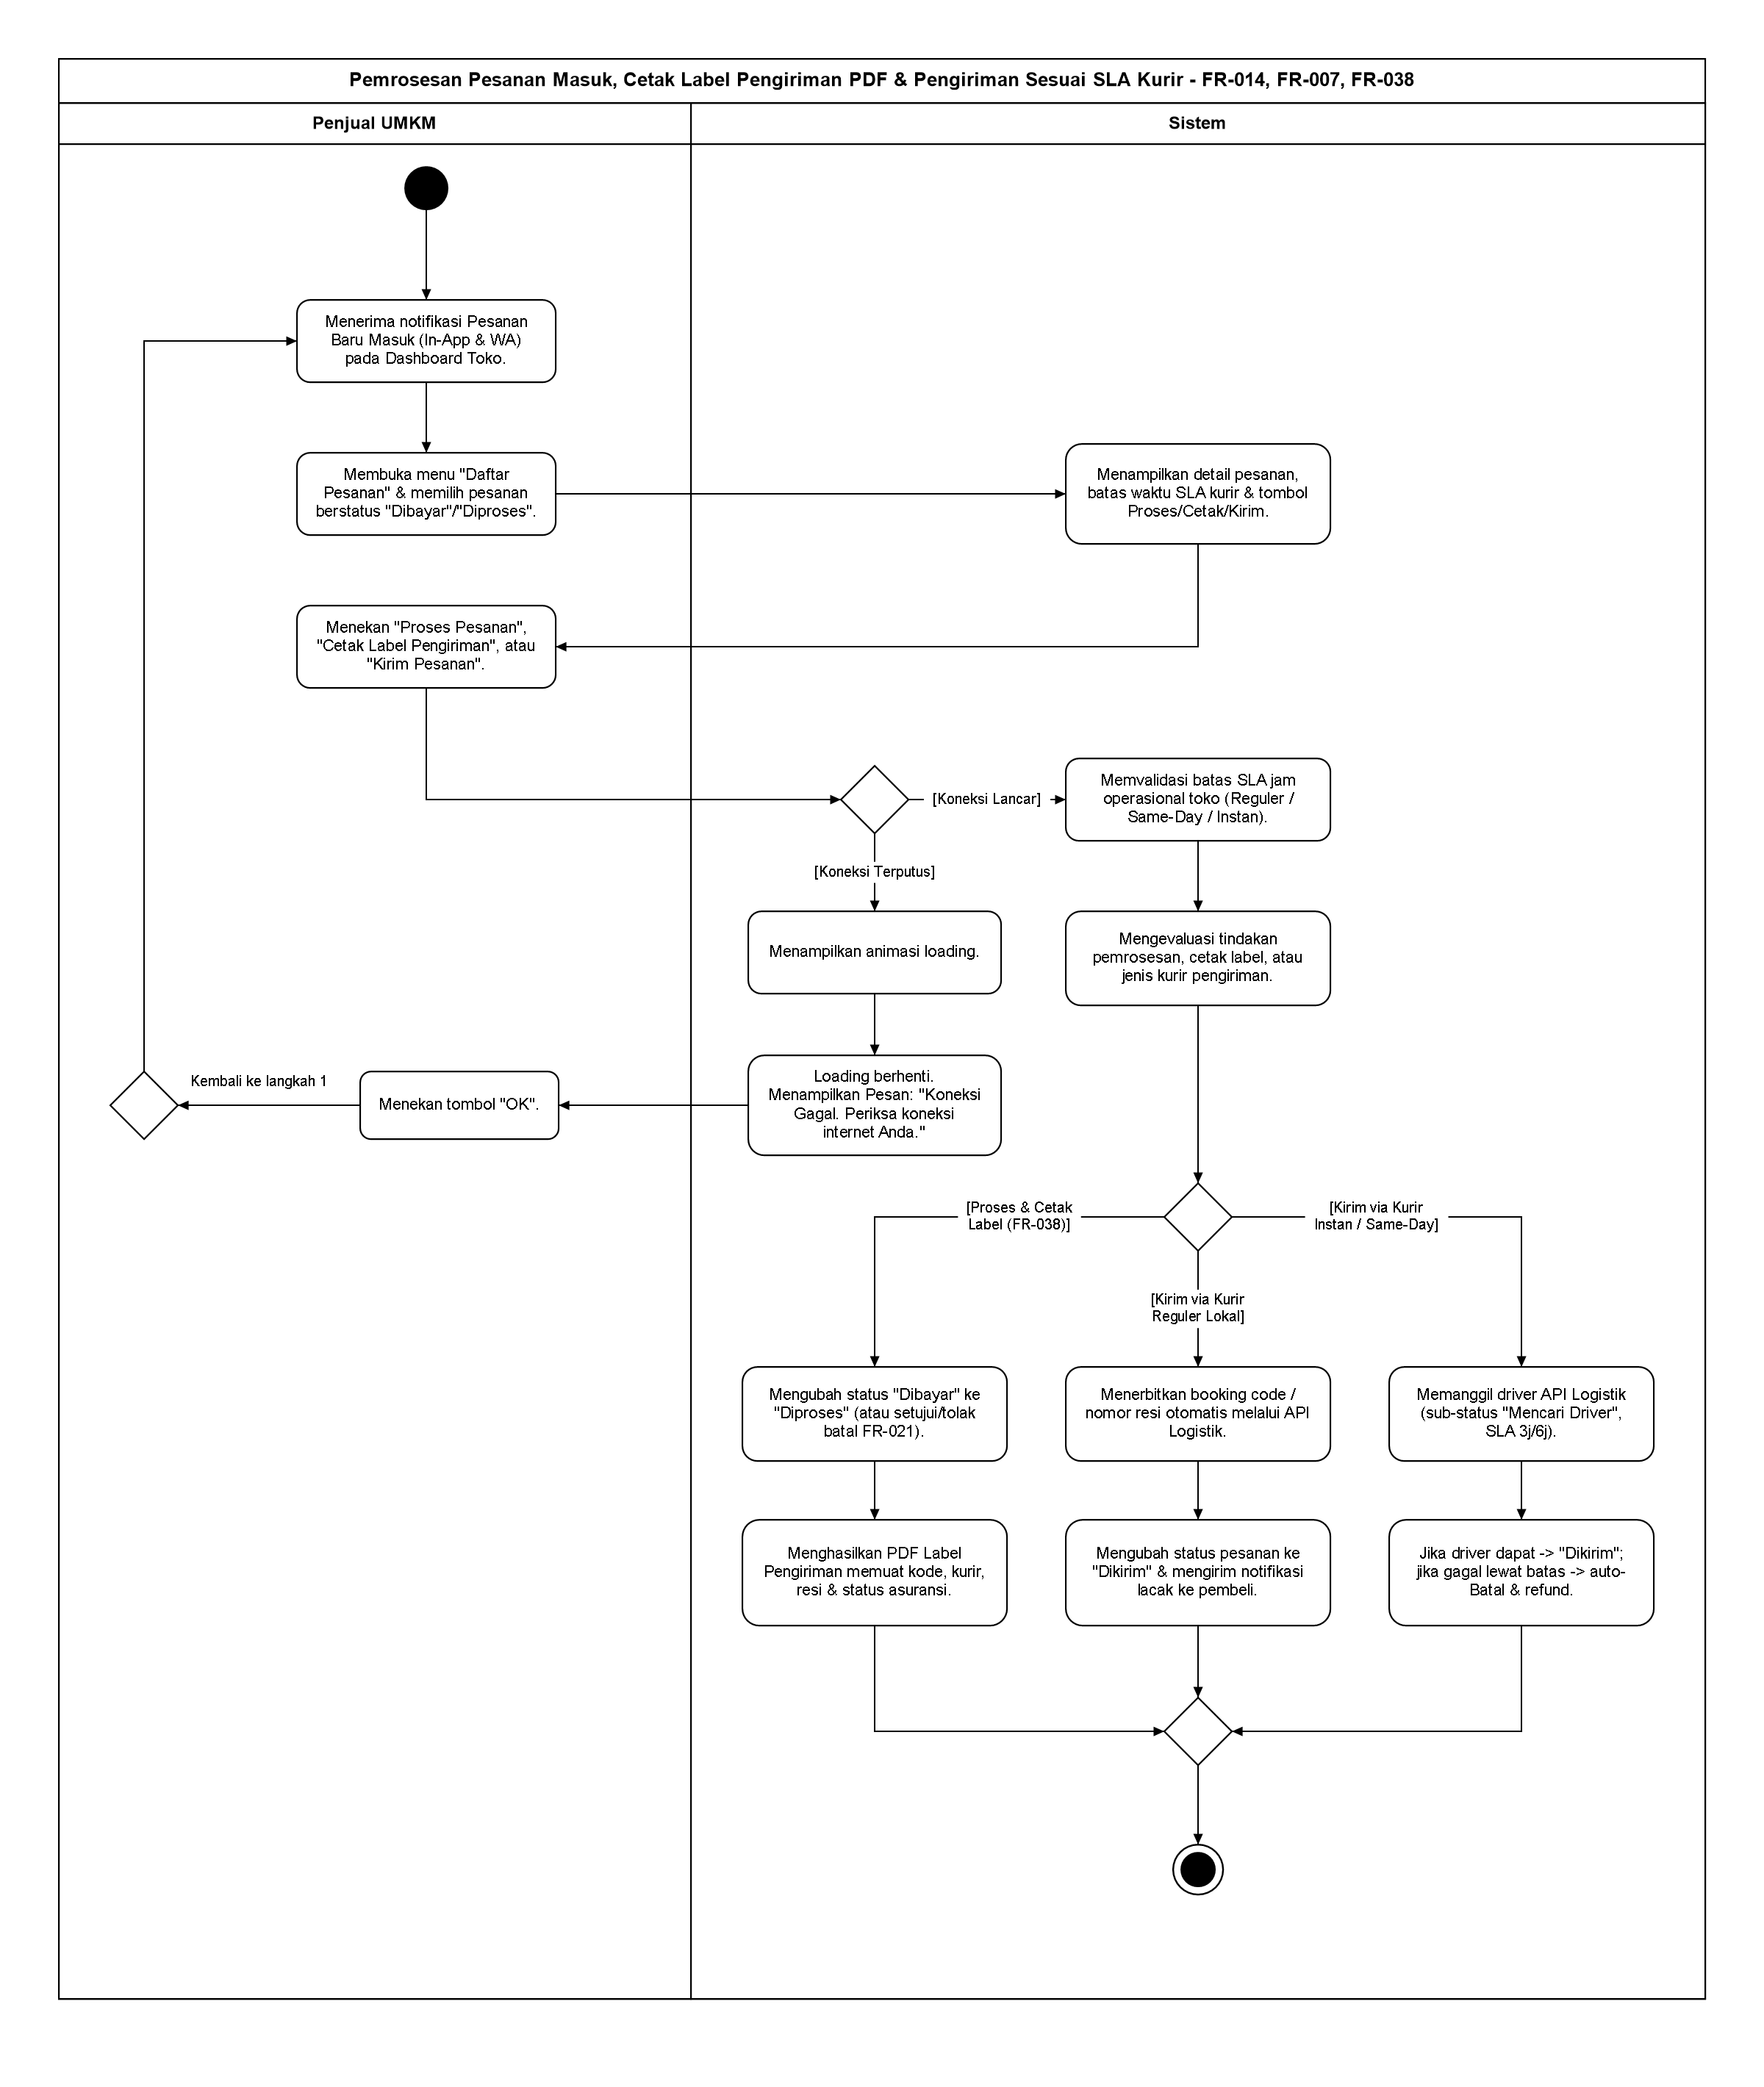 Pemrosesan Pesanan Masuk, Cetak Label Pengiriman PDF & Pengiriman Sesuai SLA Kurir - FR-014, FR-007, FR-038
Penjual UMKM
Sistem
Menerima notifikasi Pesanan
Baru Masuk (In-App & WA)
pada Dashboard Toko.
Membuka menu "Daftar
Pesanan" & memilih pesanan
berstatus "Dibayar"/"Diproses".
Menampilkan detail pesanan,
batas waktu SLA kurir & tombol
Proses/Cetak/Kirim.
Menekan "Proses Pesanan",
"Cetak Label Pengiriman", atau
"Kirim Pesanan".
[Koneksi Lancar]
Memvalidasi batas SLA jam
operasional toko (Reguler /
Same-Day / Instan).
[Koneksi Terputus]
Menampilkan animasi loading.
Mengevaluasi tindakan
pemrosesan, cetak label, atau
jenis kurir pengiriman.
Loading berhenti.
Menampilkan Pesan: "Koneksi
Gagal. Periksa koneksi
internet Anda."
Menekan tombol "OK".
Kembali ke langkah 1
[Proses & Cetak
Label (FR-038)]
[Kirim via Kurir
Instan / Same-Day]
[Kirim via Kurir
Reguler Lokal]
Mengubah status "Dibayar" ke
"Diproses" (atau setujui/tolak
batal FR-021).
Menerbitkan booking code /
nomor resi otomatis melalui API
Logistik.
Memanggil driver API Logistik
(sub-status "Mencari Driver",
SLA 3j/6j).
Menghasilkan PDF Label
Pengiriman memuat kode, kurir,
resi & status asuransi.
Mengubah status pesanan ke
"Dikirim" & mengirim notifikasi
lacak ke pembeli.
Jika driver dapat -> "Dikirim";
jika gagal lewat batas -> auto-
Batal & refund.